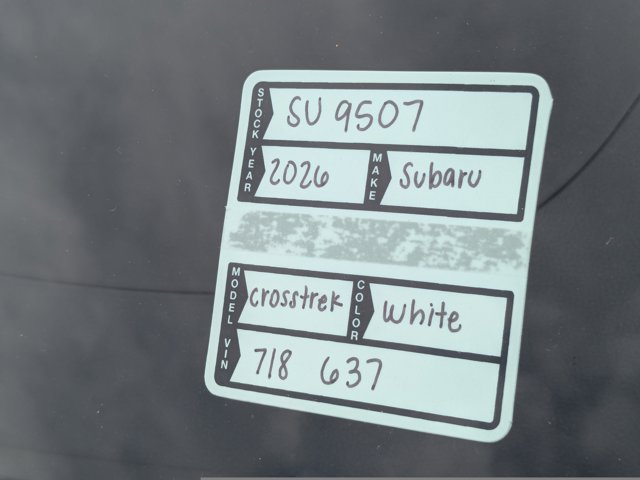 STOCK SU 9507
YEAR 2026 MAKE Subaru
MODEL crosstrek COLOR White
VIN 718 637